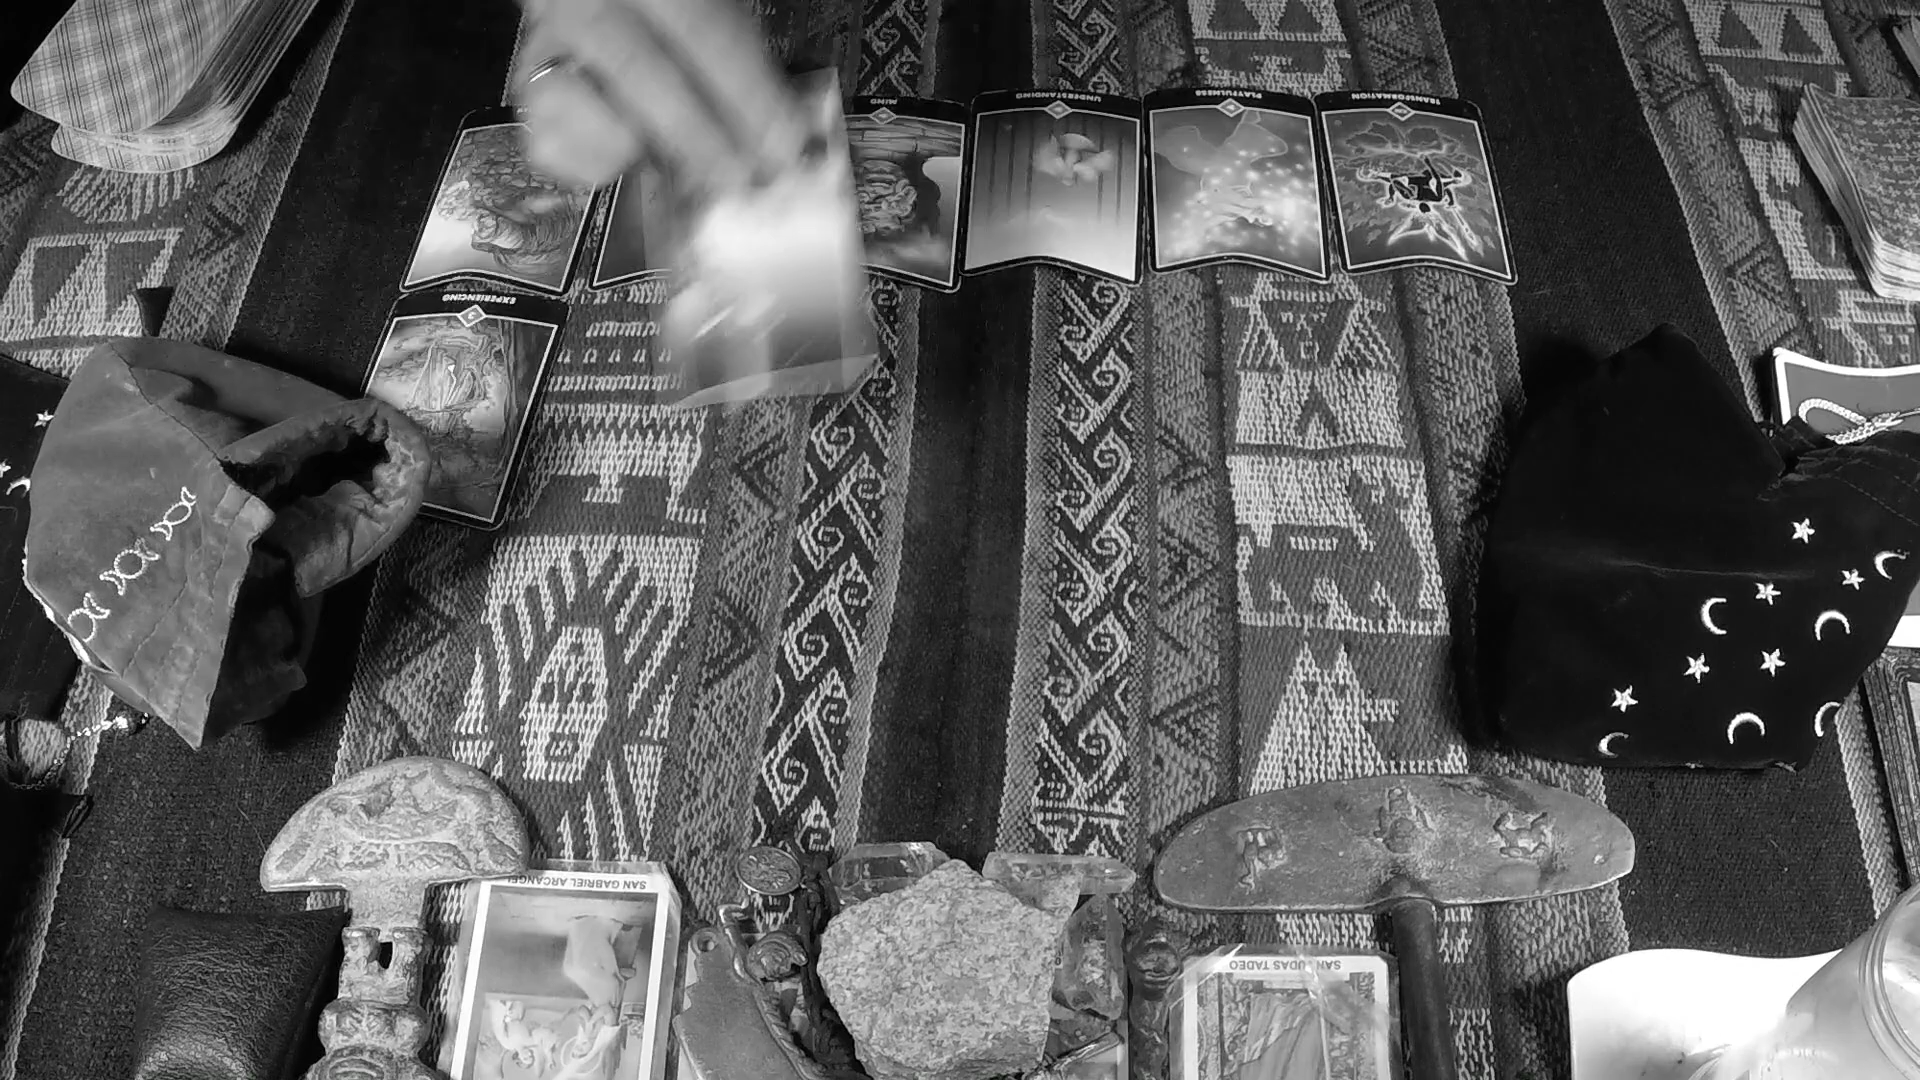 MIND
UNDERSTANDING
PLAYFULNESS
TRANSFORMATION
EXPERIENCING
SAN GABRIEL ARCANGEL
SAN JUDAS TADEO